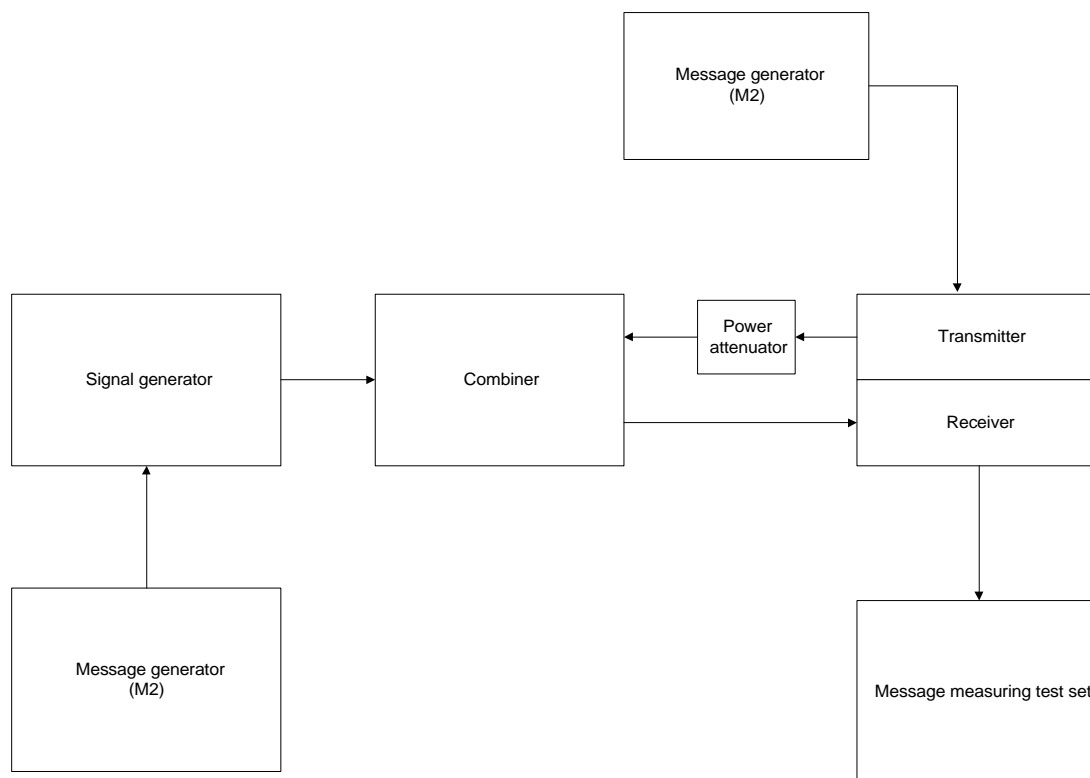 Message generator
(M2)
Power
attenuator
Transmitter
Signal generator
Combiner
Receiver
Message generator
(M2)
Message measuring test set